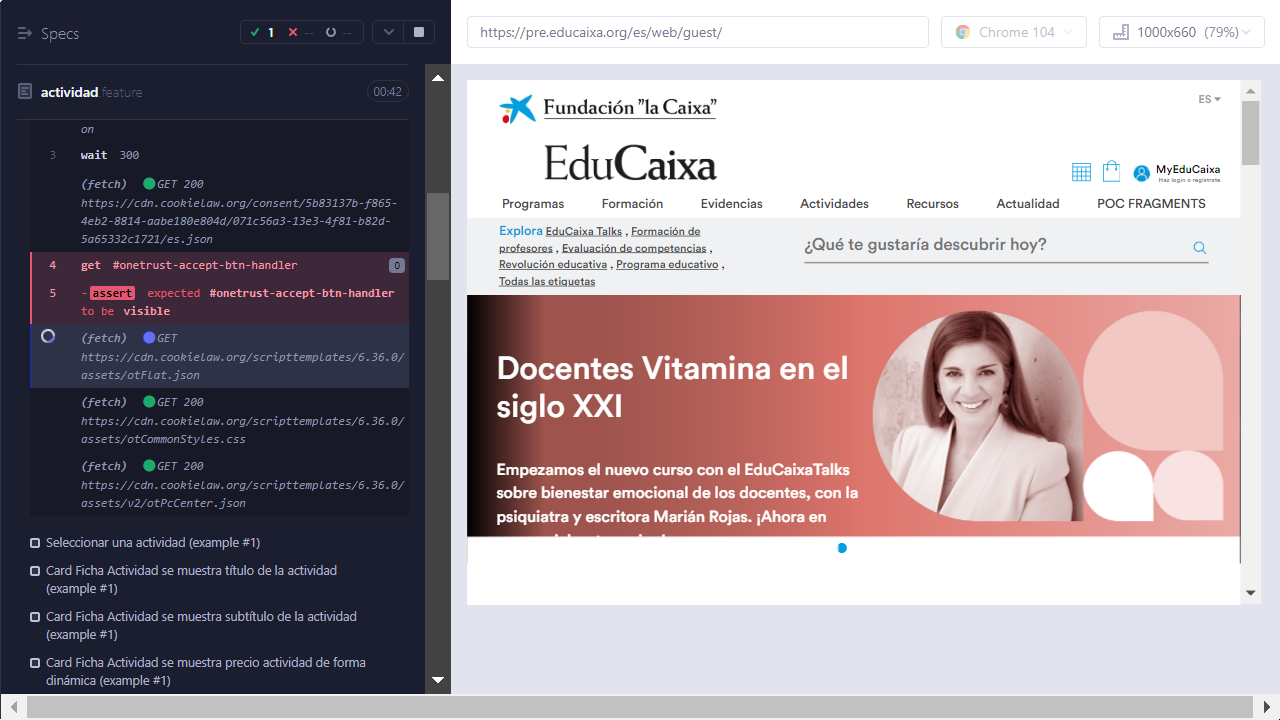 Specs
1
--
--
actividad.feature
00:42
on
3 wait 300
(fetch) GET 200
https://cdn.cookielaw.org/consent/5b83137b-f865-
4eb2-8814-aabe180e804d/071c56a3-13e3-4f81-b82d-
5a65332c1721/es.json
4 get #onetrust-accept-btn-handler 0
5 -assert expected #onetrust-accept-btn-handler
to be visible
(fetch) GET
https://cdn.cookielaw.org/scripttemplates/6.36.0/
assets/otFlat.json
(fetch) GET 200
https://cdn.cookielaw.org/scripttemplates/6.36.0/
assets/otCommonStyles.css
(fetch) GET 200
https://cdn.cookielaw.org/scripttemplates/6.36.0/
assets/v2/otPcCenter.json
Seleccionar una actividad (example #1)
Card Ficha Actividad se muestra título de la actividad
(example #1)
Card Ficha Actividad se muestra subtítulo de la actividad
(example #1)
Card Ficha Actividad se muestra precio actividad de forma
dinámica (example #1)
https://pre.educaixa.org/es/web/guest/
Chrome 104
1000x660 (79%)
Fundación "la Caixa"
ES
EduCaixa
MyEduCaixa
Haz login o regístrate
Programas Formación Evidencias Actividades Recursos Actualidad POC FRAGMENTS
Explora EduCaixa Talks , Formación de
profesores , Evaluación de competencias ,
Revolución educativa , Programa educativo ,
Todas las etiquetas
¿Qué te gustaría descubrir hoy?
Docentes Vitamina en el
siglo XXI
Empezamos el nuevo curso con el EduCaixaTalks
sobre bienestar emocional de los docentes, con la
psiquiatra y escritora Marián Rojas. ¡Ahora en